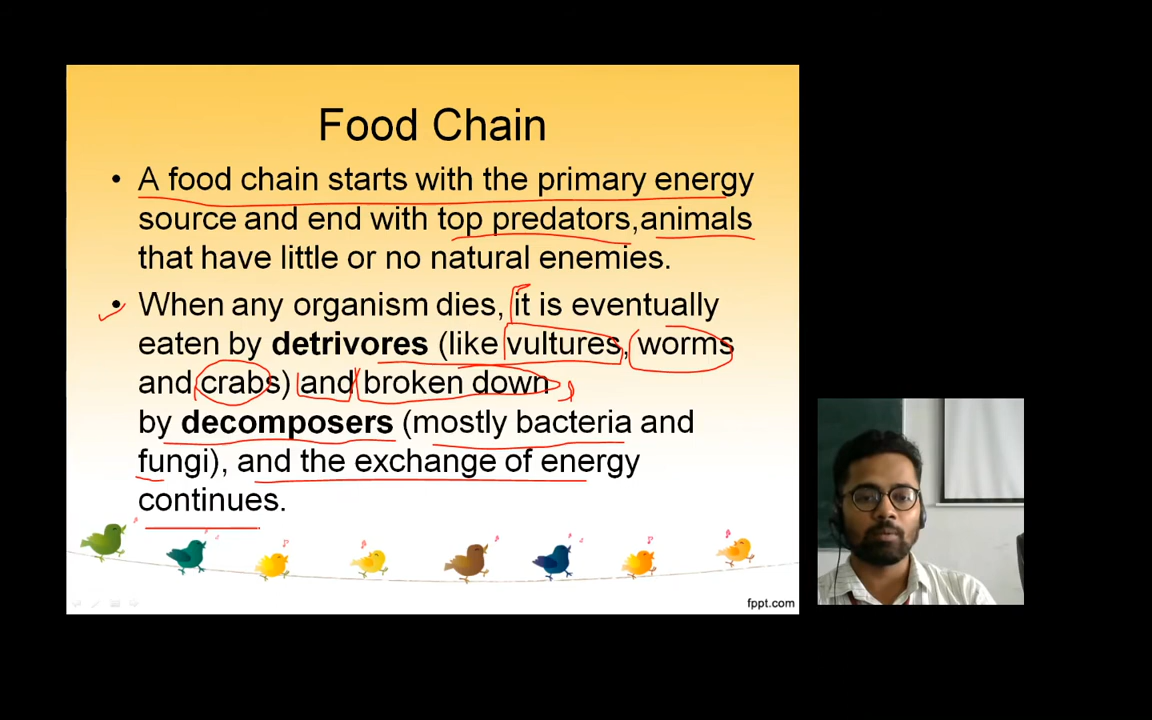 Food Chain
• A food chain starts with the primary energy
source and end with top predators,animals
that have little or no natural enemies.
• When any organism dies, it is eventually
eaten by detrivores (like vultures, worms
and crabs) and broken down
by decomposers (mostly bacteria and
fungi), and the exchange of energy
continues.
fppt.com